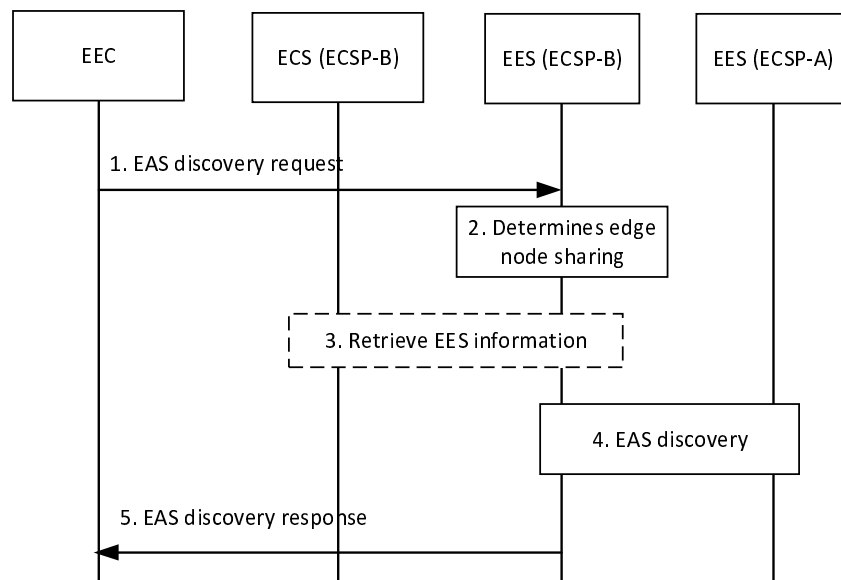 EEC
ECS (ECSP-B)
EES (ECSP-B)
EES (ECSP-A)
1. EAS discovery request
2. Determines edge
node sharing
3. Retrieve EES information
4. EAS discovery
5. EAS discovery response